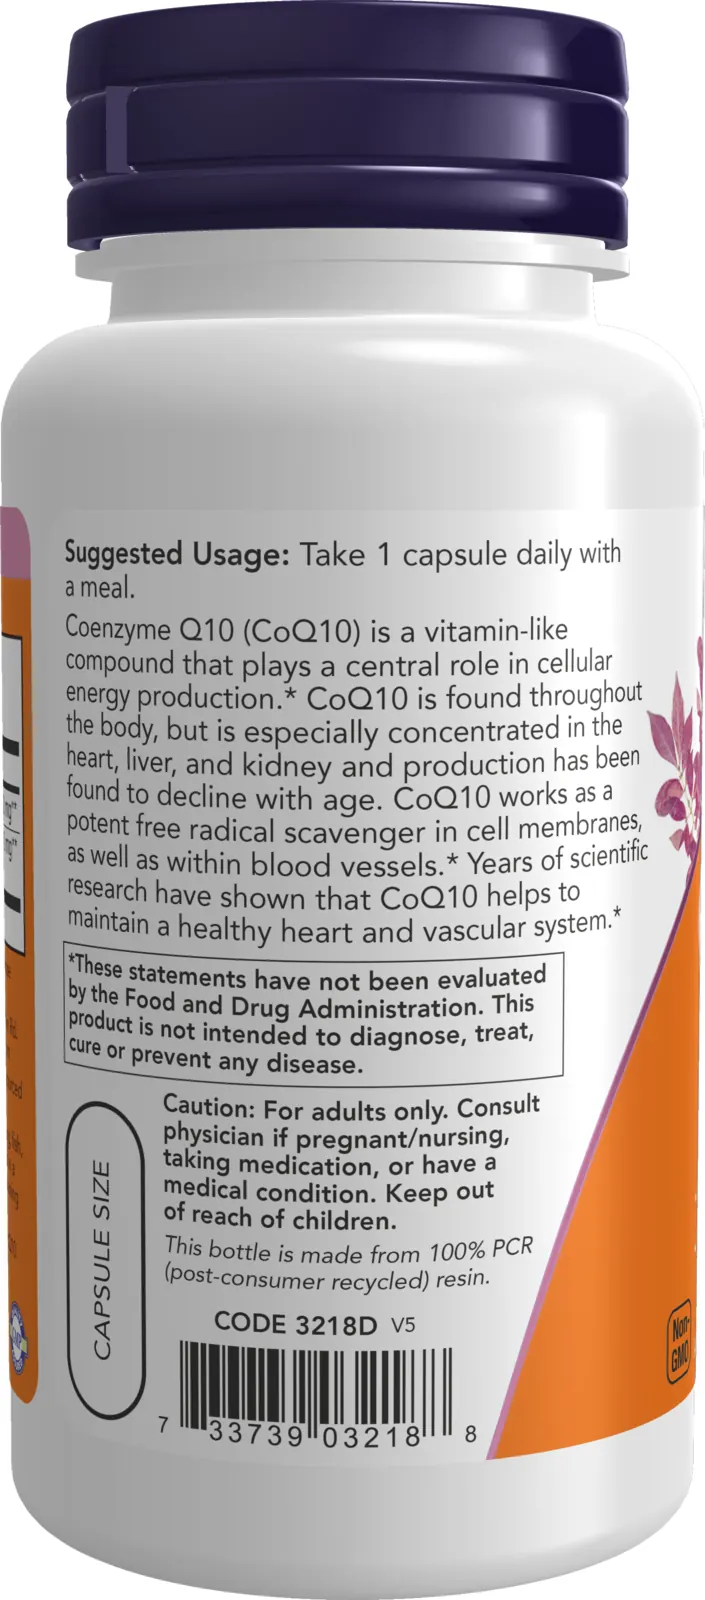 Suggested Usage: Take 1 capsule daily with
a meal.
Coenzyme Q10 (CoQ10) is a vitamin-like
compound that plays a central role in cellular
energy production.* CoQ10 is found throughout
the body, but is especially concentrated in the
heart, liver, and kidney and production has been
found to decline with age. CoQ10 works as a
potent free radical scavenger in cell membranes,
as well as within blood vessels.* Years of scientific
research have shown that CoQ10 helps to
maintain a healthy heart and vascular system.*
*These statements have not been evaluated
by the Food and Drug Administration. This
product is not intended to diagnose, treat,
cure or prevent any disease.
CAPSULE SIZE
Caution: For adults only. Consult
physician if pregnant/nursing,
taking medication, or have a
medical condition. Keep out
of reach of children.
This bottle is made from 100% PCR
(post-consumer recycled) resin.
CODE 3218D V5
7 33739 03218 8
Non-
GMO
mg**
mg**